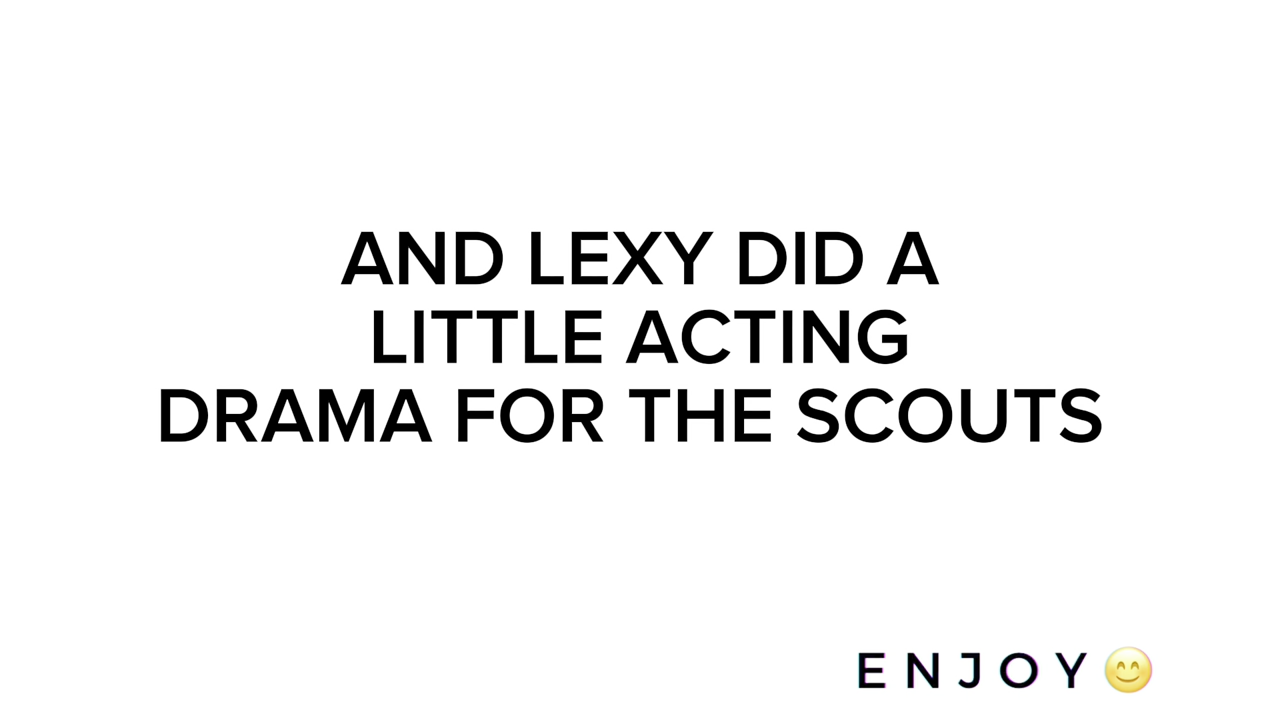 AND LEXY DID A
LITTLE ACTING
DRAMA FOR THE SCOUTS
ENJOY😊